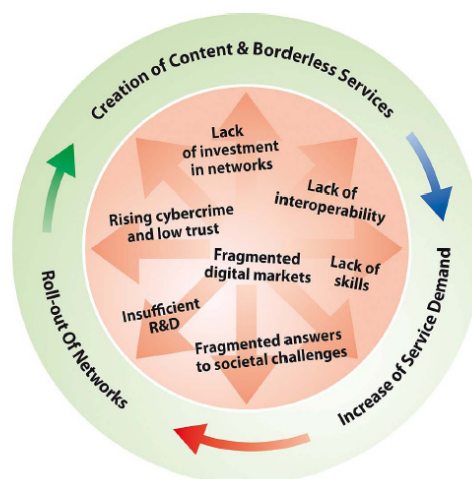 Creation of Content & Borderless Services
Lack
of investment
in networks
Lack of
interoperability
Rising cybercrime
and low trust
Fragmented
digital markets
Lack of
skills
Insufficient
R&D
Fragmented answers
to societal challenges
Increase of Service Demand
Roll-out Of Networks